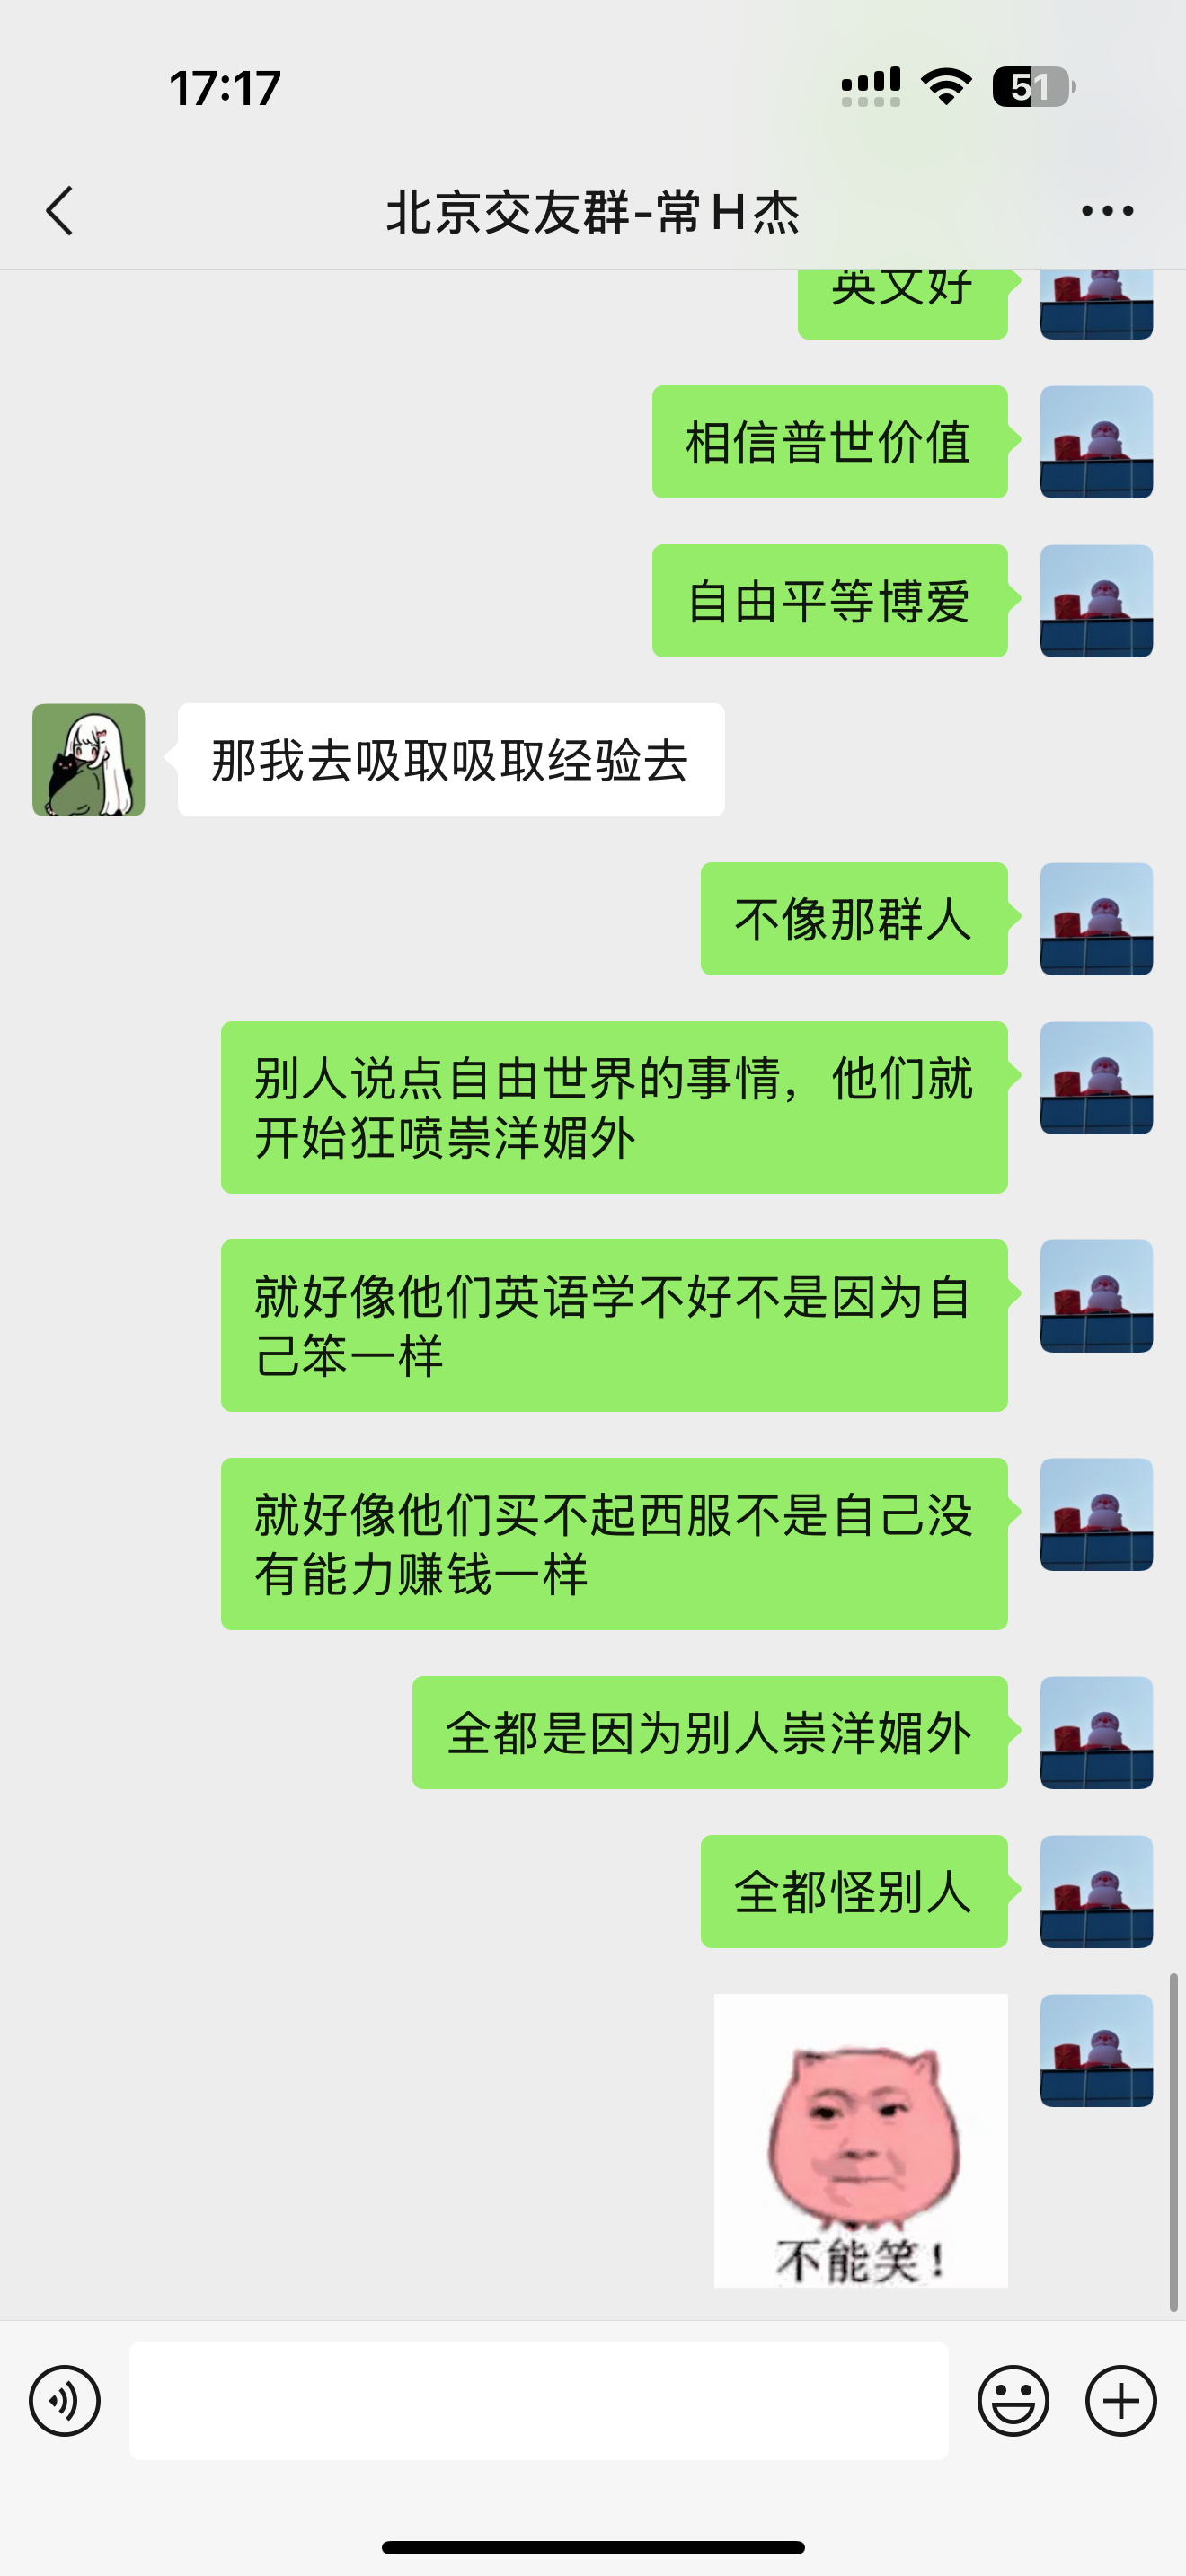 17:17
51
北京交友群-常H杰
英文好
相信普世价值
自由平等博爱
那我去吸取吸取经验去
不像那群人
别人说点自由世界的事情，他们就
开始狂喷崇洋媚外
就好像他们英语学不好不是因为自
己笨一样
就好像他们买不起西服不是自己没
有能力赚钱一样
全都是因为别人崇洋媚外
全都怪别人
不能笑！